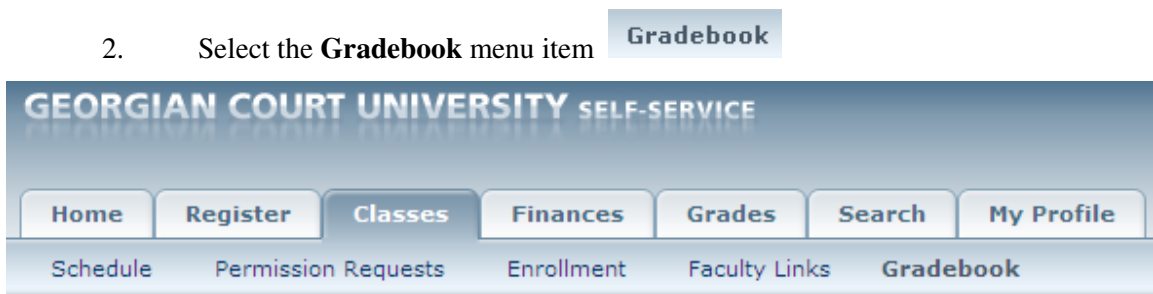 2. Select the Gradebook menu item Gradebook
GEORGIAN COURT UNIVERSITY SELF-SERVICE
Home Register Classes Finances Grades Search My Profile
Schedule Permission Requests Enrollment Faculty Links Gradebook